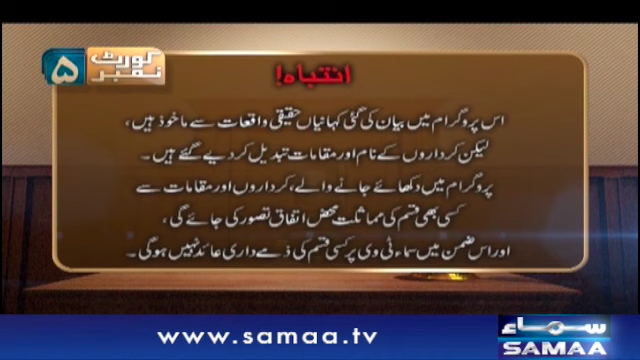 کورٹ
نمبر
۵
انتباہ!
اس پروگرام میں بیان کی گئی کہانیاں حقیقی واقعات سے ماخوذ ہیں،
لیکن کرداروں کے نام اور مقامات تبدیل کر دیے گئے ہیں۔
پروگرام میں دکھائے جانے والے، کرداروں اور مقامات سے
کسی بھی قسم کی مماثلت محض اتفاق تصور کی جائے گی،
اور اس ضمن میں سماء ٹی وی پر کسی قسم کی ذمے داری عائد نہیں ہوگی۔
www.samaa.tv
سماء
SAMAA